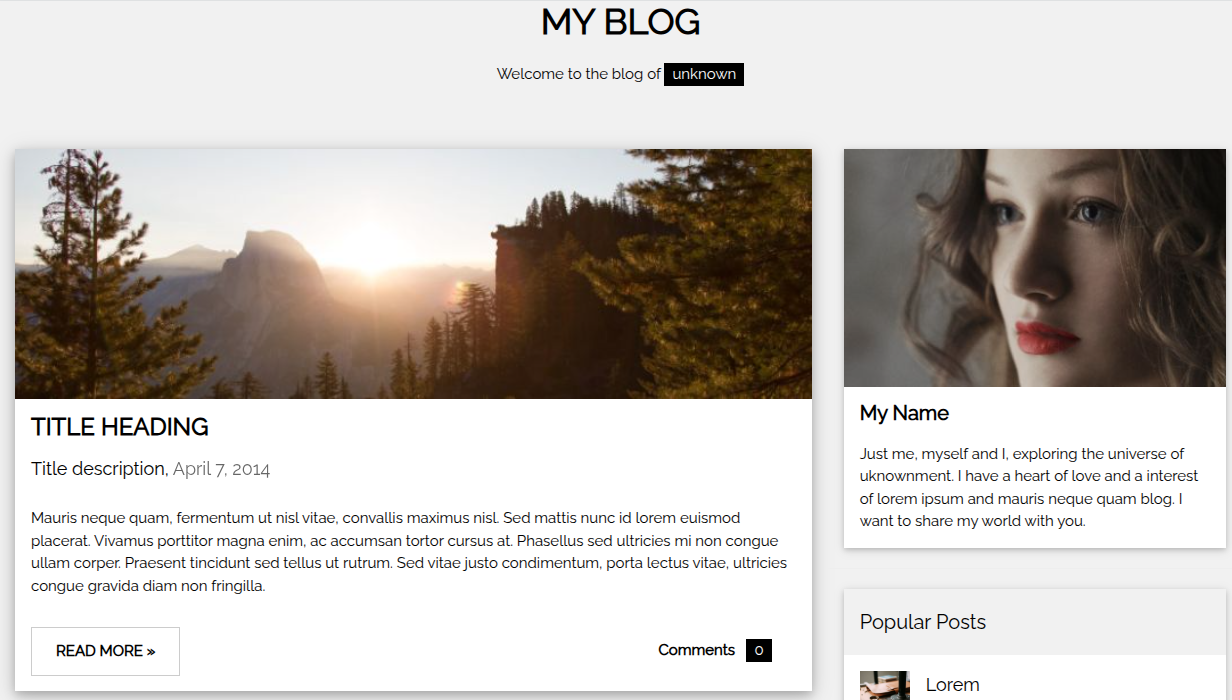 MY BLOG
Welcome to the blog of unknown
TITLE HEADING
Title description, April 7, 2014
Mauris neque quam, fermentum ut nisl vitae, convallis maximus nisl. Sed mattis nunc id lorem euismod
placerat. Vivamus porttitor magna enim, ac accumsan tortor cursus at. Phasellus sed ultricies mi non congue
ullam corper. Praesent tincidunt sed tellus ut rutrum. Sed vitae justo condimentum, porta lectus vitae, ultricies
congue gravida diam non fringilla.
READ MORE »
Comments 0
My Name
Just me, myself and I, exploring the universe of
uknownment. I have a heart of love and a interest
of lorem ipsum and mauris neque quam blog. I
want to share my world with you.
Popular Posts
Lorem